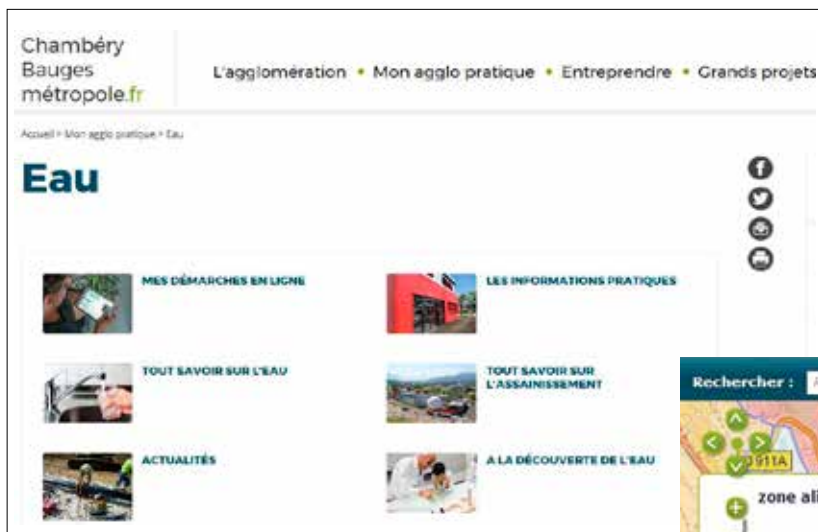 Chambéry
Bauges
métropole.fr
L'agglomération • Mon agglo pratique • Entreprendre • Grands projets
Accueil > Mon agglo pratique > Eau
Eau
MES DÉMARCHES EN LIGNE
LES INFORMATIONS PRATIQUES
TOUT SAVOIR SUR L'EAU
TOUT SAVOIR SUR
L'ASSAINISSEMENT
ACTUALITÉS
A LA DÉCOUVERTE DE L'EAU
Rechercher :
911A
zone